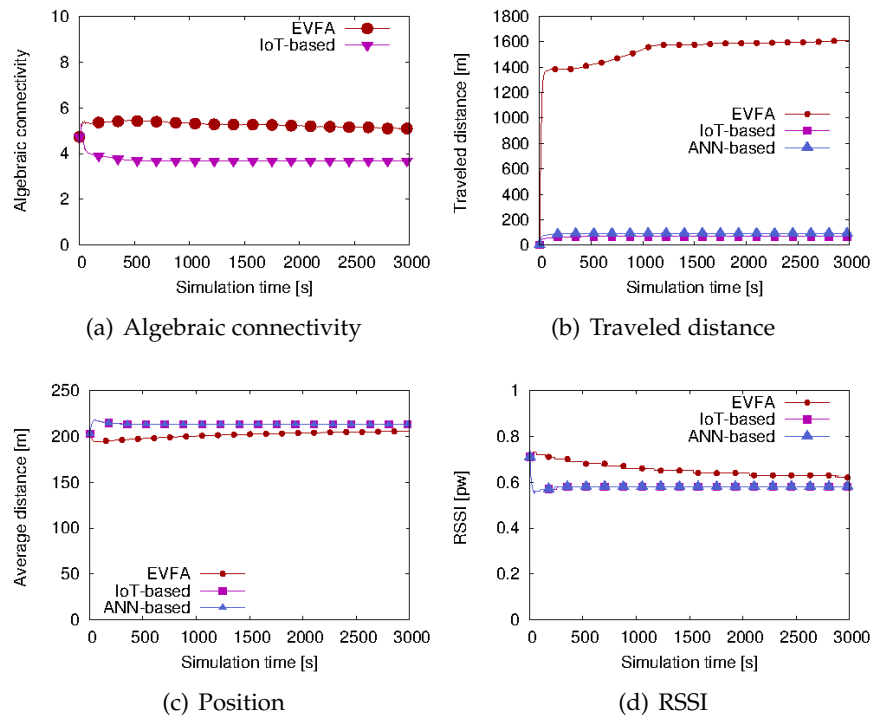 10
8
6
4
2
0
Algebraic connectivity
EVFA
IoT-based
0 500 1000 1500 2000 2500 3000
Simulation time [s]
(a) Algebraic connectivity
1800
1600
1400
1200
1000
800
600
400
200
0
Traveled distance [m]
EVFA
IoT-based
ANN-based
0 500 1000 1500 2000 2500 3000
Simulation time [s]
(b) Traveled distance
250
200
150
100
50
0
Average distance [m]
EVFA
IoT-based
ANN-based
0 500 1000 1500 2000 2500 3000
Simulation time [s]
(c) Position
1
0.8
0.6
0.4
0.2
0
RSSI [pw]
EVFA
IoT-based
ANN-based
0 500 1000 1500 2000 2500 3000
Simulation time [s]
(d) RSSI